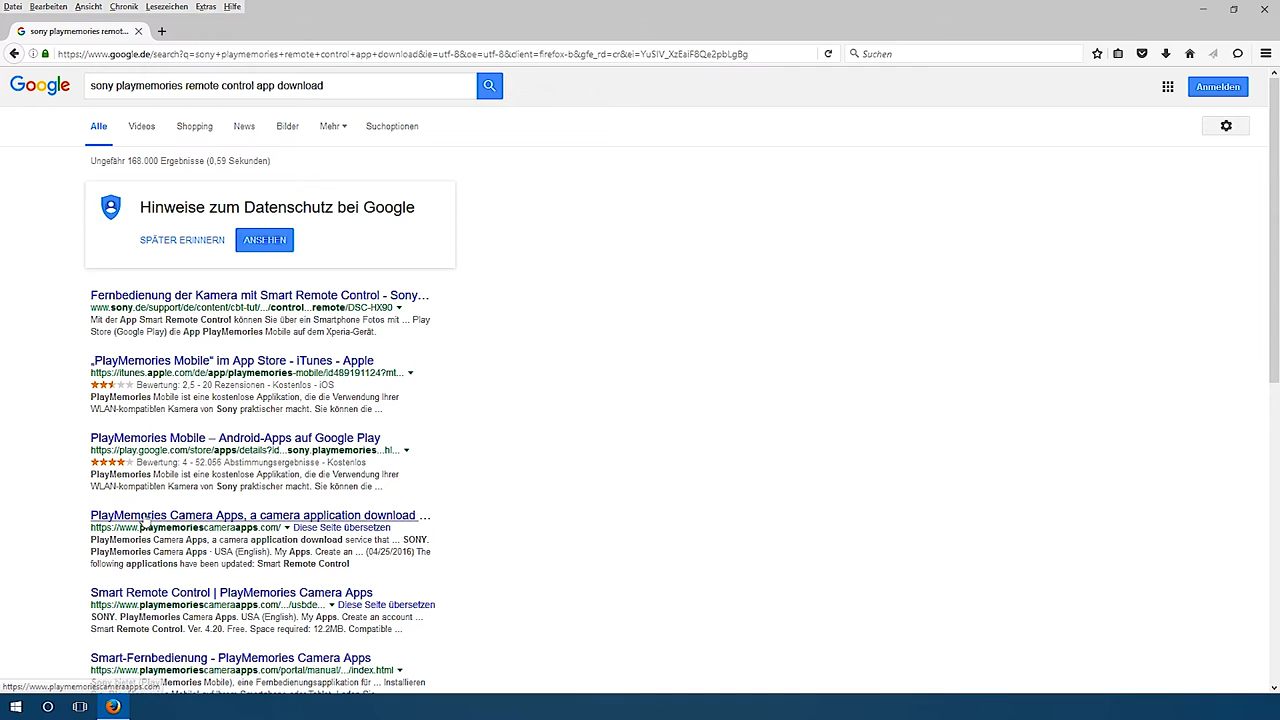 Datei Bearbeiten Ansicht Chronik Lesezeichen Extras Hilfe
sony playmemories remot...
https://www.google.de/search?q=sony+playmemories+remote+control+app+download&ie=utf-8&oe=utf-8&client=firefox-b&gfe_rd=cr&ei=
Suchen
Google
sony playmemories remote control app download
Anmelden
Alle Videos Shopping News Bilder Mehr Suchoptionen
Ungefähr 168.000 Ergebnisse (0,59 Sekunden)
Hinweise zum Datenschutz bei Google
SPÄTER ERINNERN ANSEHEN
Fernbedienung der Kamera mit Smart Remote Control - Sony...
www.sony.de/support/de/content/cbt-tut/.../control...remote/DSC-HX90
Mit der App Smart Remote Control können Sie über ein Smartphone Fotos mit ... Play
Store (Google Play) die App PlayMemories Mobile auf dem Xperia-Gerät.
„PlayMemories Mobile“ im App Store - iTunes - Apple
https://itunes.apple.com/de/app/playmemories-mobile/id489191124?mt...
Bewertung: 2,5 - 20 Rezensionen - Kostenlos - iOS
PlayMemories Mobile ist eine kostenlose Applikation, die die Verwendung Ihrer
WLAN-kompatiblen Kamera von Sony praktischer macht. Sie können die ...
PlayMemories Mobile – Android-Apps auf Google Play
https://play.google.com/store/apps/details?id...sony.playmemories...hl...
Bewertung: 4 - 52.056 Abstimmungsergebnisse - Kostenlos
PlayMemories Mobile ist eine kostenlose Applikation, die die Verwendung Ihrer
WLAN-kompatiblen Kamera von Sony praktischer macht. Sie können die ...
PlayMemories Camera Apps, a camera application download ...
https://www.playmemoriescameraapps.com/ Diese Seite übersetzen
PlayMemories Camera Apps, a camera application download service that ... SONY.
PlayMemories Camera Apps · USA (English). My Apps. Create an ... (04/25/2016) The
following applications have been updated: Smart Remote Control
Smart Remote Control | PlayMemories Camera Apps
https://www.playmemoriescameraapps.com/.../usbde... Diese Seite übersetzen
SONY. PlayMemories Camera Apps. USA (English). My Apps. Create an account ...
Smart Remote Control. Ver. 4.20. Free. Space required: 12.2MB. Compatible ...
Smart-Fernbedienung - PlayMemories Camera Apps
https://www.playmemoriescameraapps.com/portal/manual/.../index.html
Sony Netzt (PlayMemories Mobile), eine Fernbedienungsapplikation für ... Installieren
https://www.playmemoriescameraapps.com